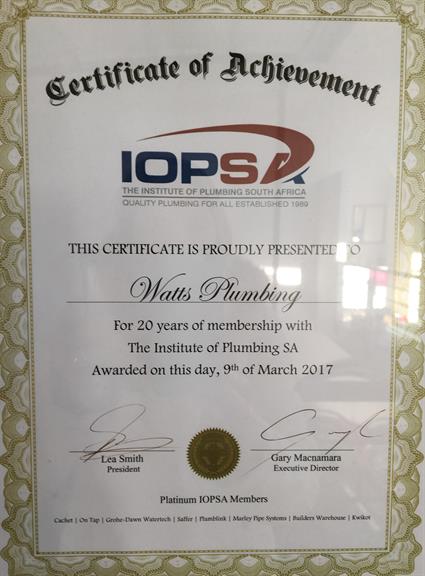 Certificate of Achievement
IOPSA
THE INSTITUTE OF PLUMBING SOUTH AFRICA
QUALITY PLUMBING FOR ALL ESTABLISHED 1989
THIS CERTIFICATE IS PROUDLY PRESENTED TO
Watts Plumbing
For 20 years of membership with
The Institute of Plumbing SA
Awarded on this day, 9th of March 2017
Lea Smith
President
Gary Macnamara
Executive Director
Platinum IOPSA Members
Cachet | On Tap | Grohe-Dawn Watertech | Saffer | Plumblink | Marley Pipe Systems | Builders Warehouse | Kwikot